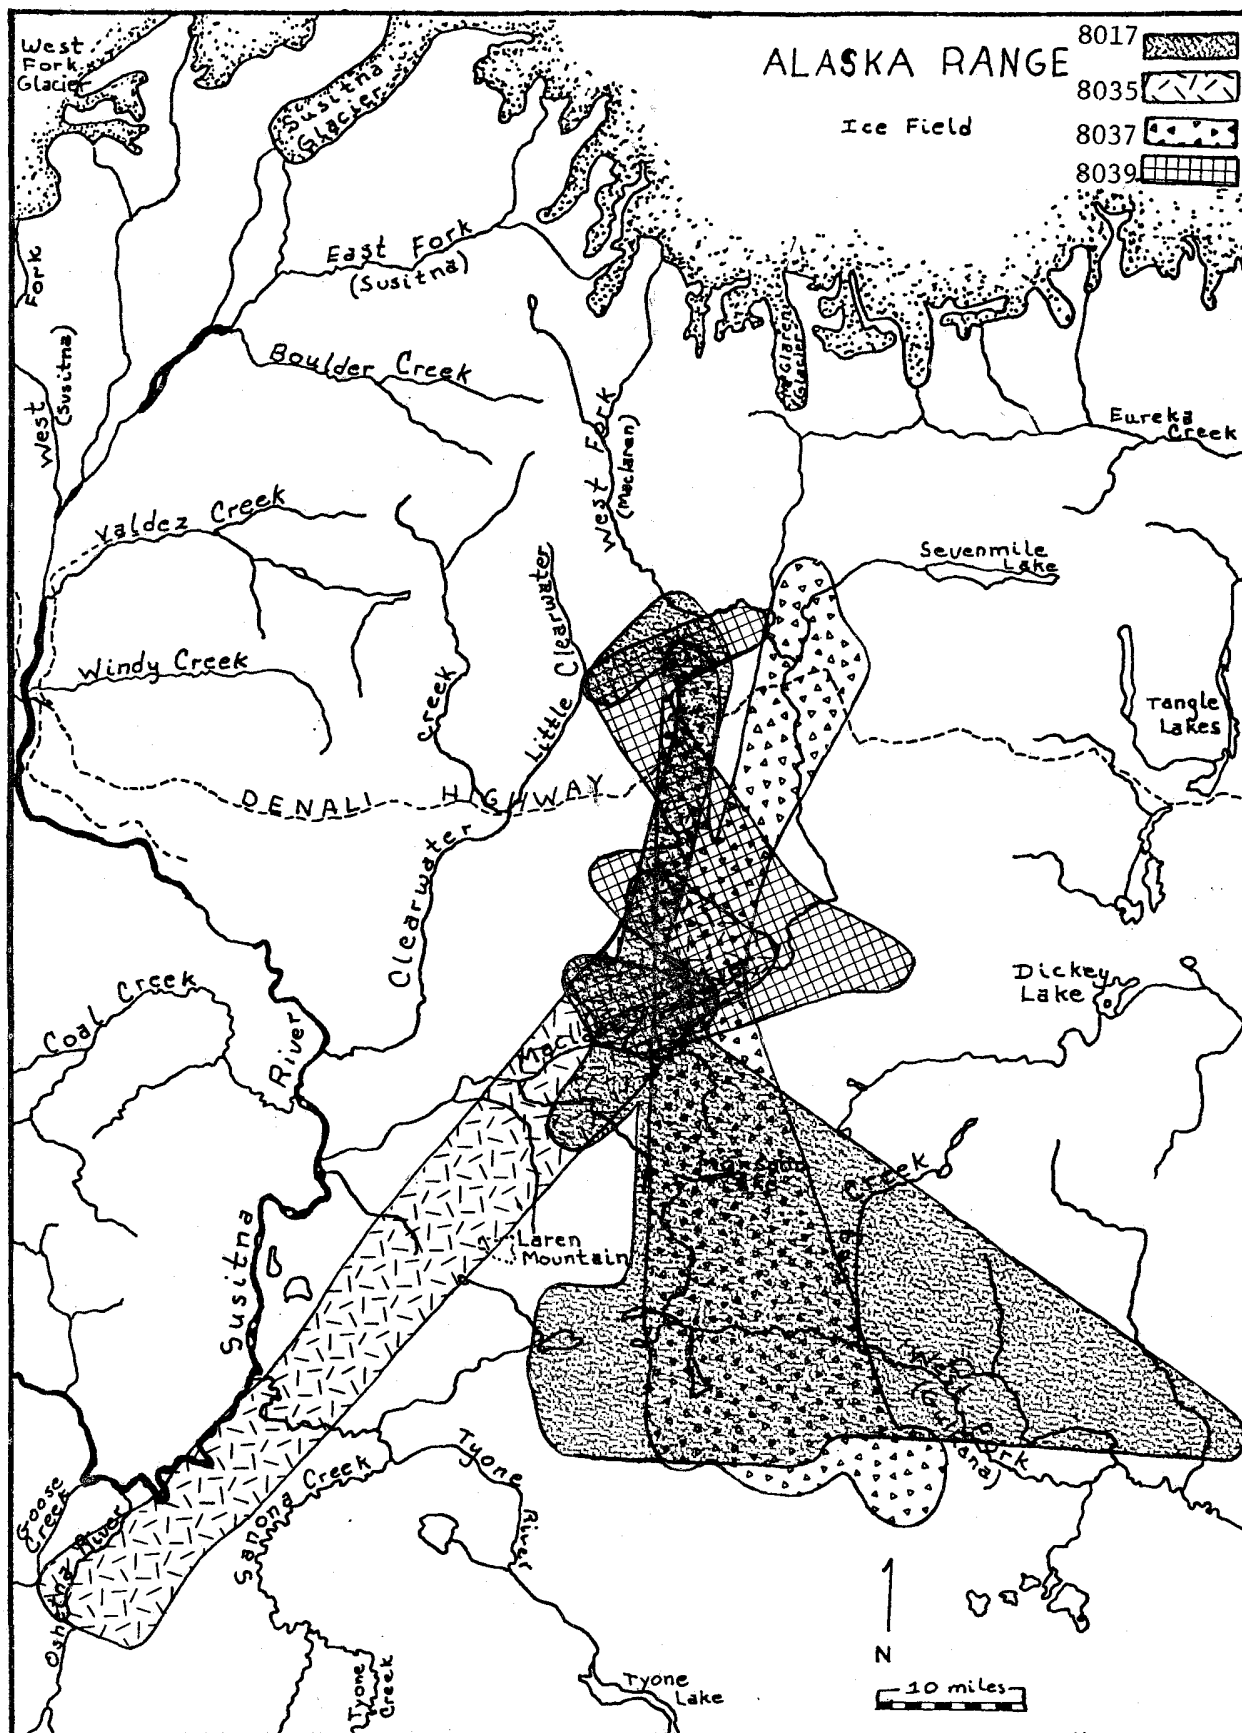 West
Fork
Glacier
Susitna
Glacier
ALASKA RANGE
Ice Field
8017
8035
8037
8039
East Fork
(Susitna)
Fork
West
(Susitna)
Boulder Creek
West Fork
(Maclaren)
Glacier
Eureka
Creek
Valdez Creek
Sevenmile
Lake
Windy Creek
Creek
Little Clearwater
Tangle
Lakes
DENALI HIGHWAY
Clearwater
Coal Creek
River
Dickey
Lake
Creek
Susitna
Laren
Mountain
West
Fork
Goose
Creek
Oshetna River
Sanona Creek
Tyone
River
Tyone
Creek
Tyone
Lake
N
10 miles